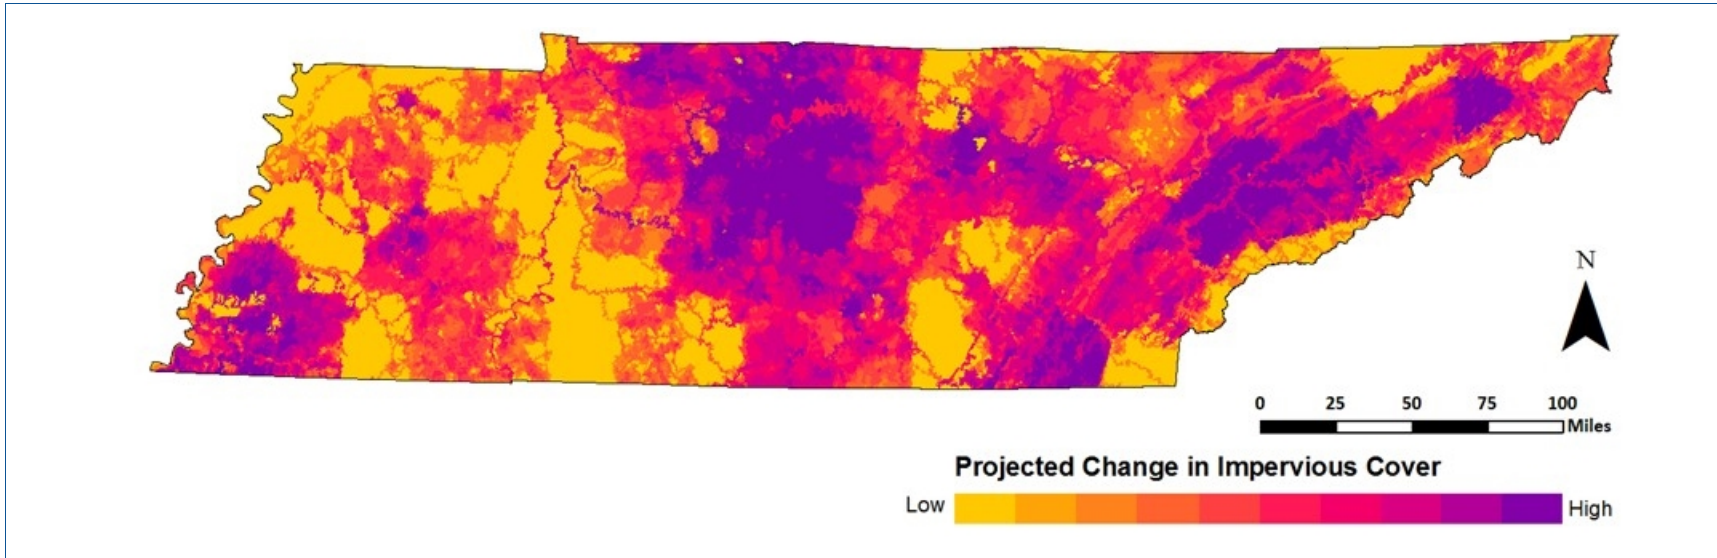 N
0 25 50 75 100
Miles
Projected Change in Impervious Cover
Low High